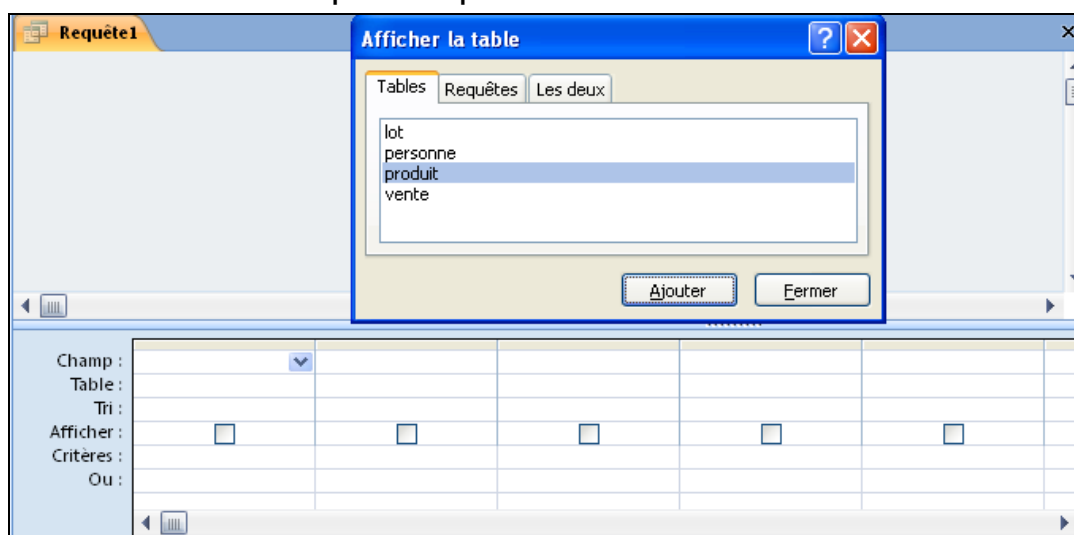 Requête1
Afficher la table
Tables Requêtes Les deux
lot
personne
produit
vente
Ajouter Fermer
Champ :
Table :
Tri :
Afficher :
Critères :
Ou :